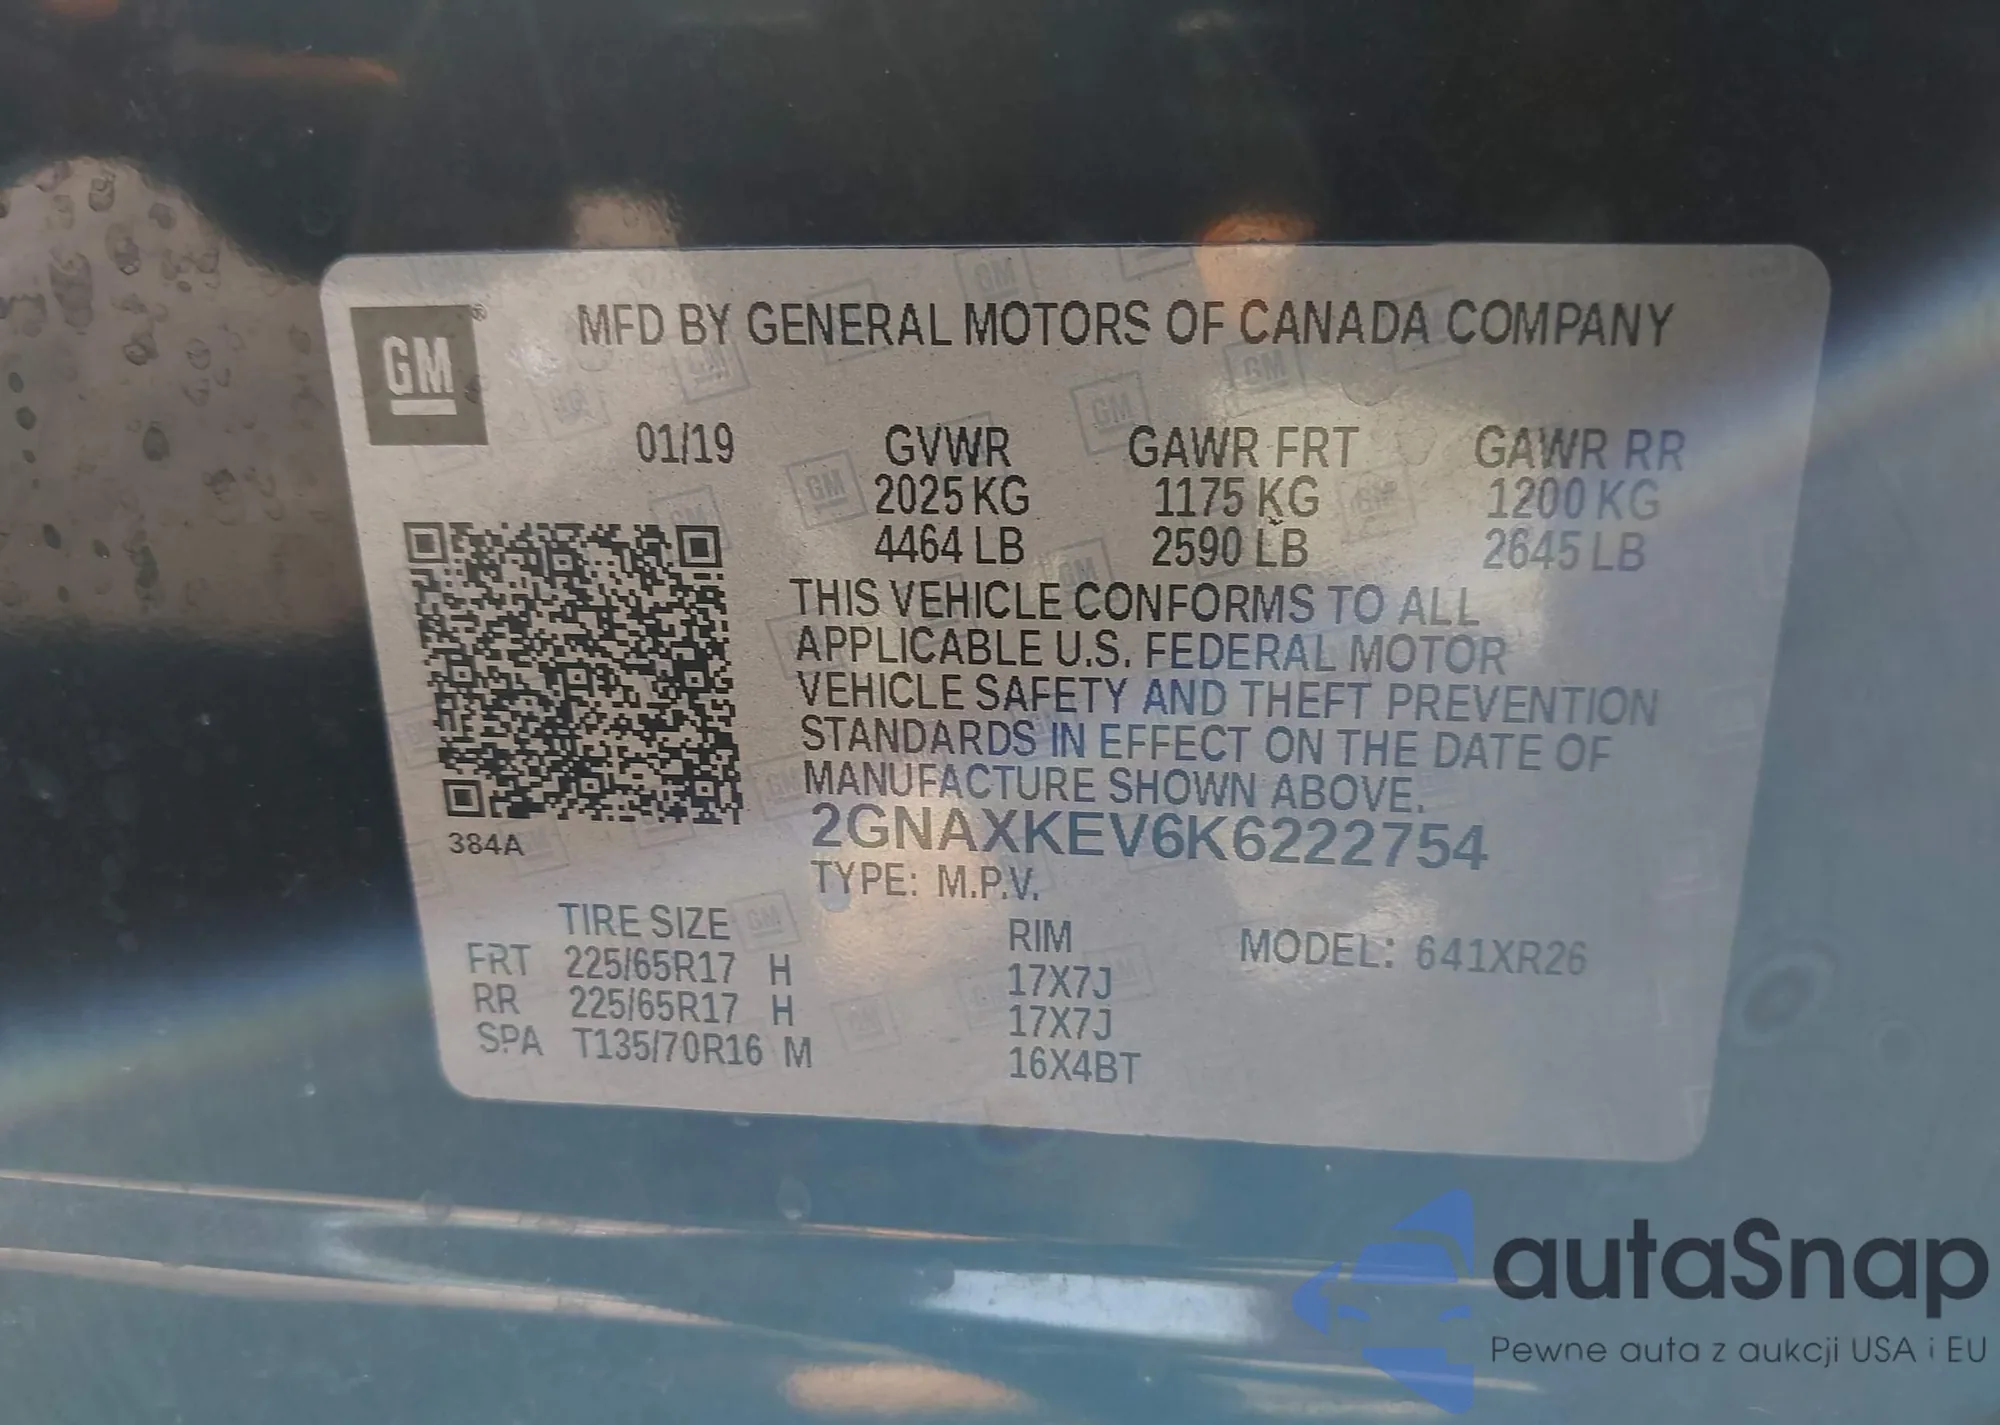 GM®
MFD BY GENERAL MOTORS OF CANADA COMPANY
01/19 GVWR GAWR FRT GAWR RR
2025 KG 1175 KG 1200 KG
4464 LB 2590 LB 2645 LB
THIS VEHICLE CONFORMS TO ALL
APPLICABLE U.S. FEDERAL MOTOR
VEHICLE SAFETY AND THEFT PREVENTION
STANDARDS IN EFFECT ON THE DATE OF
MANUFACTURE SHOWN ABOVE.
2GNAXKEV6K6222754
384A
TYPE: M.P.V.
TIRE SIZE RIM MODEL: 641XR26
FRT 225/65R17 H 17X7J
RR 225/65R17 H 17X7J
SPA T135/70R16 M 16X4BT
autaSnap
Pewne auta z aukcji USA i EU